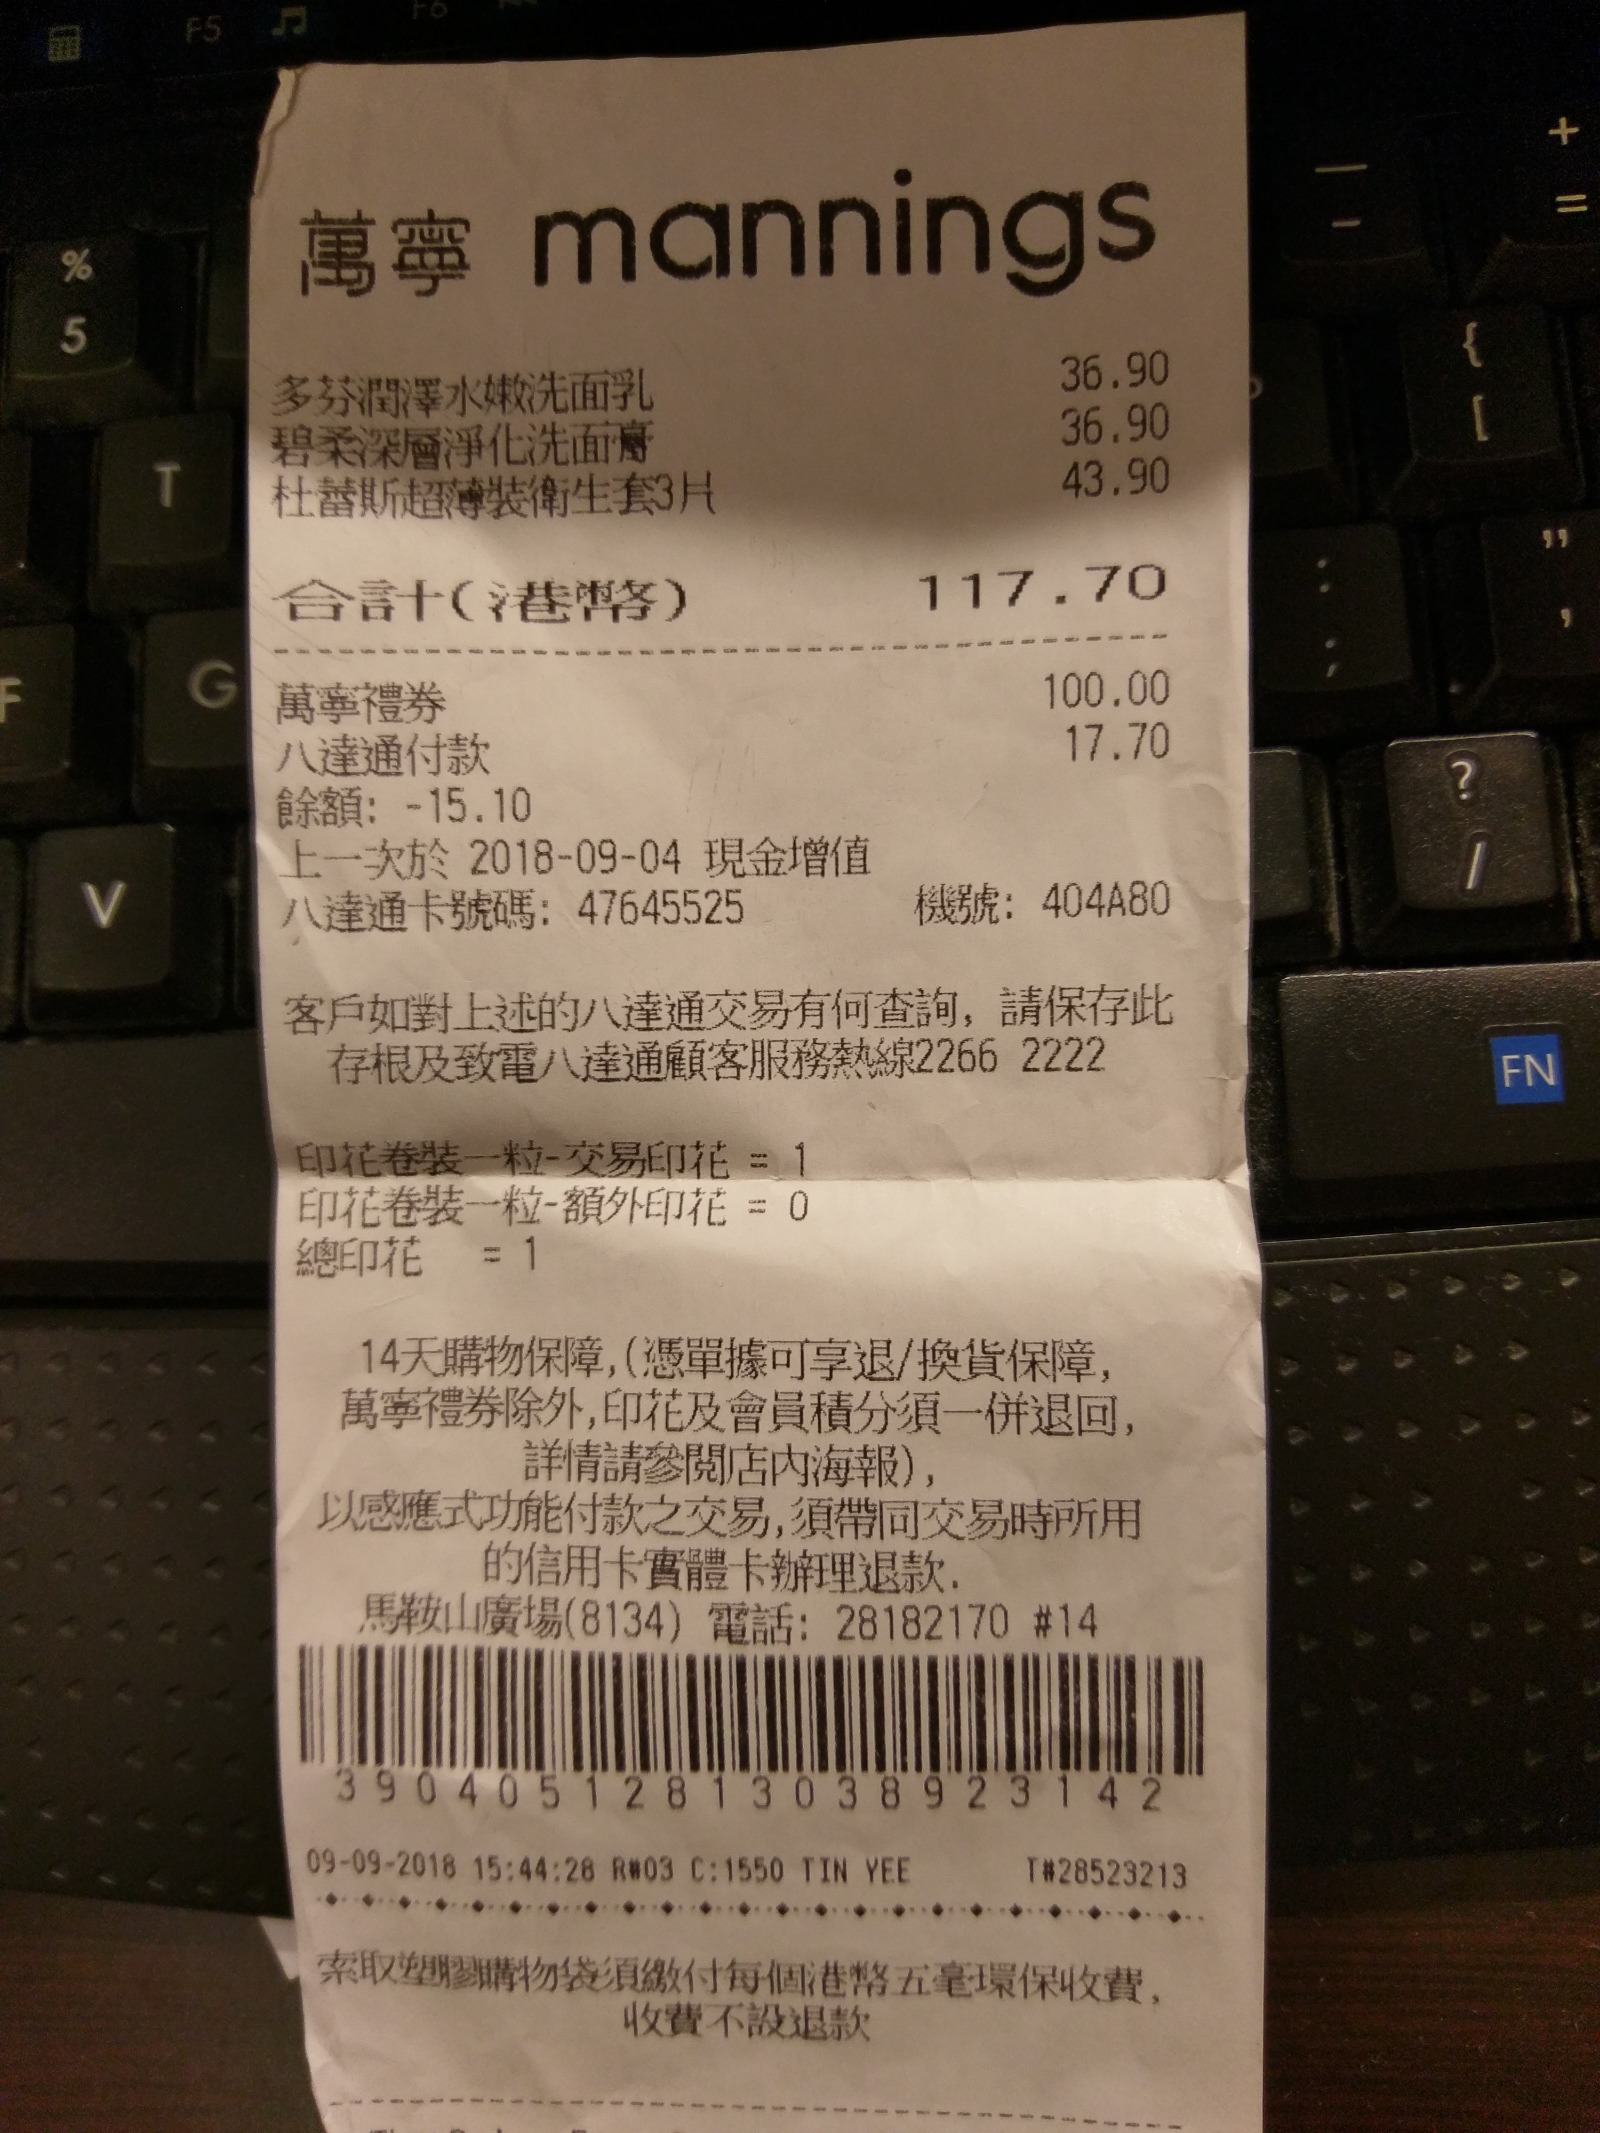 萬寧 mannings
多芬潤澤水嫩洗面乳 36.90
碧柔深層淨化洗面膏 36.90
杜蕾斯超薄裝衛生套3片 43.90
合計(港幣) 117.70
萬寧禮券 100.00
八達通付款 17.70
餘額: -15.10
上一次於 2018-09-04 現金增值
八達通卡號碼: 47645525 機號: 404A80
客戶如對上述的八達通交易有何查詢, 請保存此
存根及致電八達通顧客服務熱線2266 2222
印花卷裝一粒-交易印花 = 1
印花卷裝一粒-額外印花 = 0
總印花 = 1
14天購物保障,(憑單據可享退/換貨保障,
萬寧禮券除外,印花及會員積分須一併退回,
詳情請參閱店內海報),
以感應式功能付款之交易,須帶同交易時所用
的信用卡實體卡辦理退款.
馬鞍山廣場(8134) 電話: 28182170 #14
39040512813038923142
09-09-2018 15:44:28 R#03 C:1550 TIN YEE T#28523213
索取塑膠購物袋須繳付每個港幣五毫環保收費,
收費不設退款
F5
F6
%
5
T
F
G
V
+
=
{
[
:
;
"
,
?
/
FN